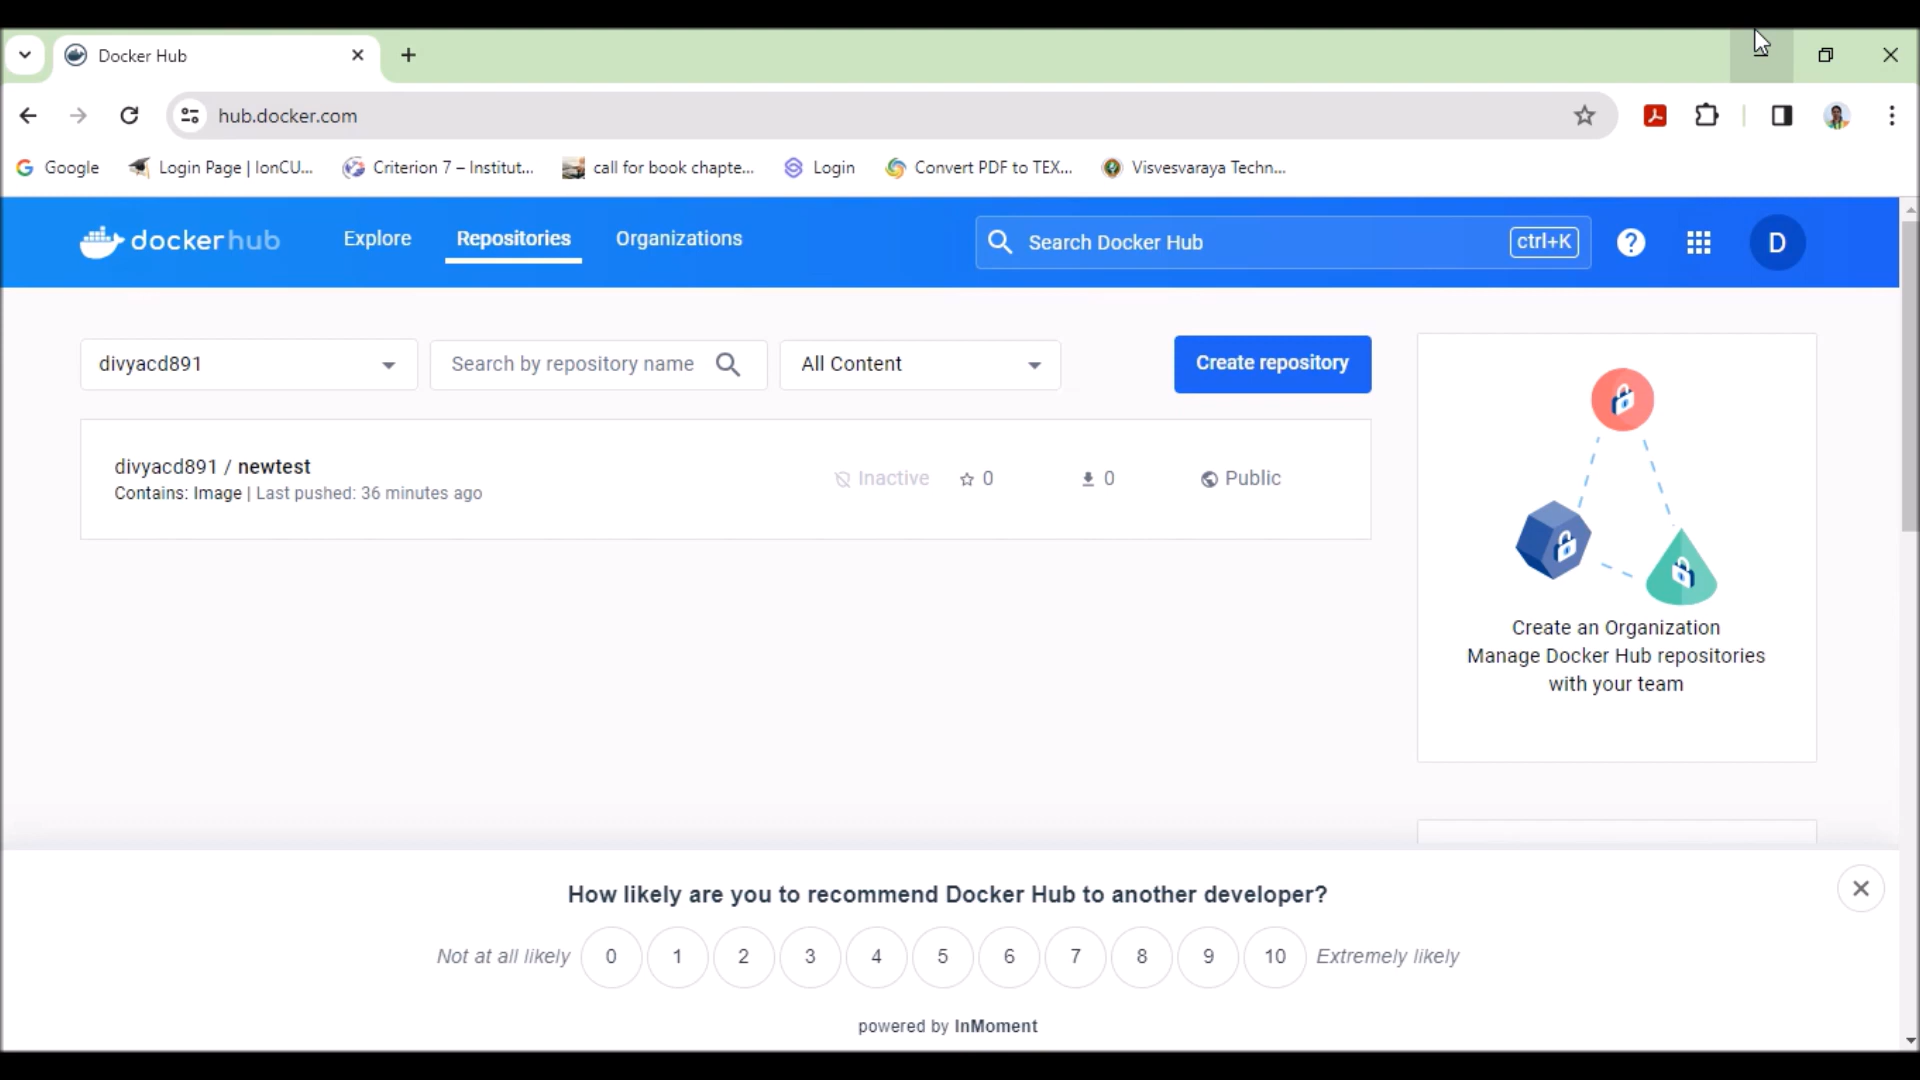 Docker Hub
hub.docker.com
Google
Login Page | IonCU...
Criterion 7 – Institut...
call for book chapte...
Login
Convert PDF to TEX...
Visvesvaraya Techn...
dockerhub
Explore
Repositories
Organizations
Search Docker Hub
ctrl+K
?
D
divyacd891
Search by repository name
All Content
Create repository
divyacd891 / newtest
Contains: Image | Last pushed: 36 minutes ago
Inactive
0
0
Public
Create an Organization
Manage Docker Hub repositories
with your team
How likely are you to recommend Docker Hub to another developer?
Not at all likely 0 1 2 3 4 5 6 7 8 9 10 Extremely likely
powered by InMoment